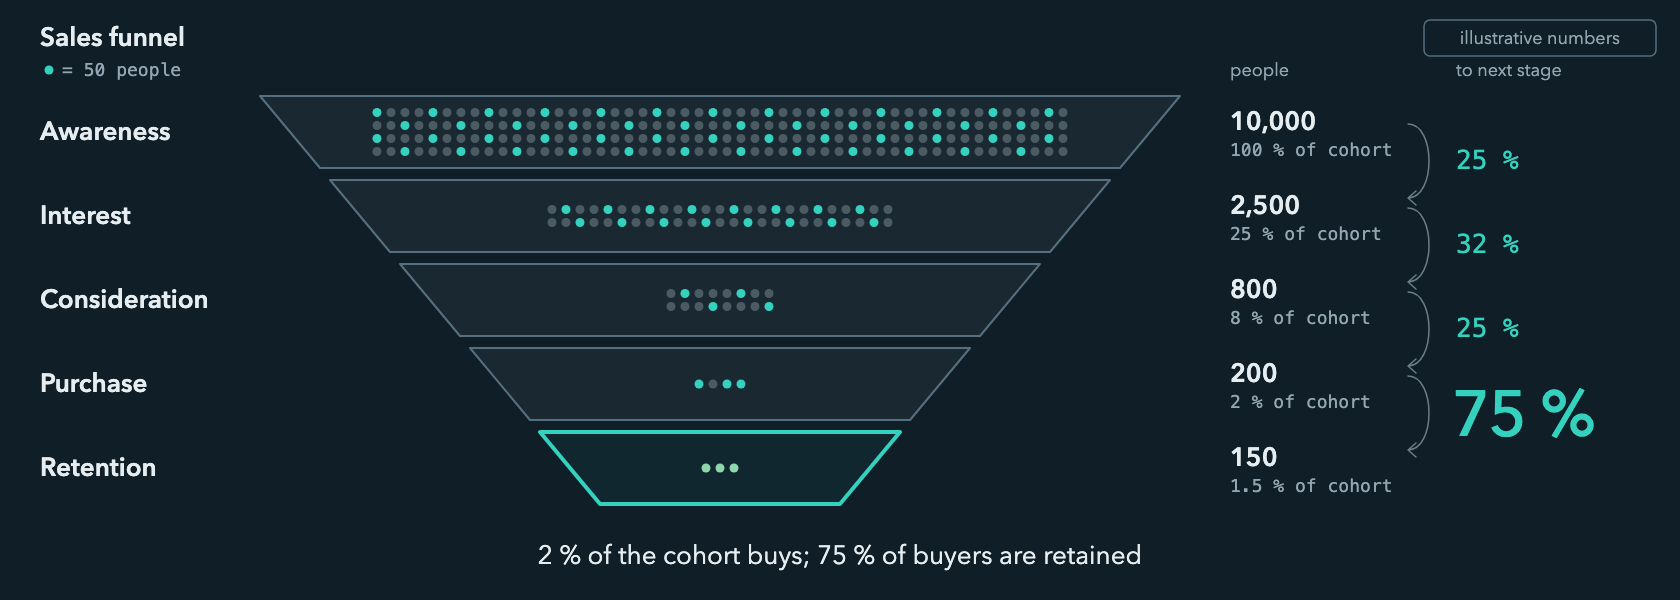 Sales funnel
= 50 people
illustrative numbers
people
to next stage
Awareness
10,000
100 % of cohort
25 %
Interest
2,500
25 % of cohort
32 %
Consideration
800
8 % of cohort
25 %
Purchase
200
2 % of cohort
75 %
Retention
150
1.5 % of cohort
2 % of the cohort buys; 75 % of buyers are retained